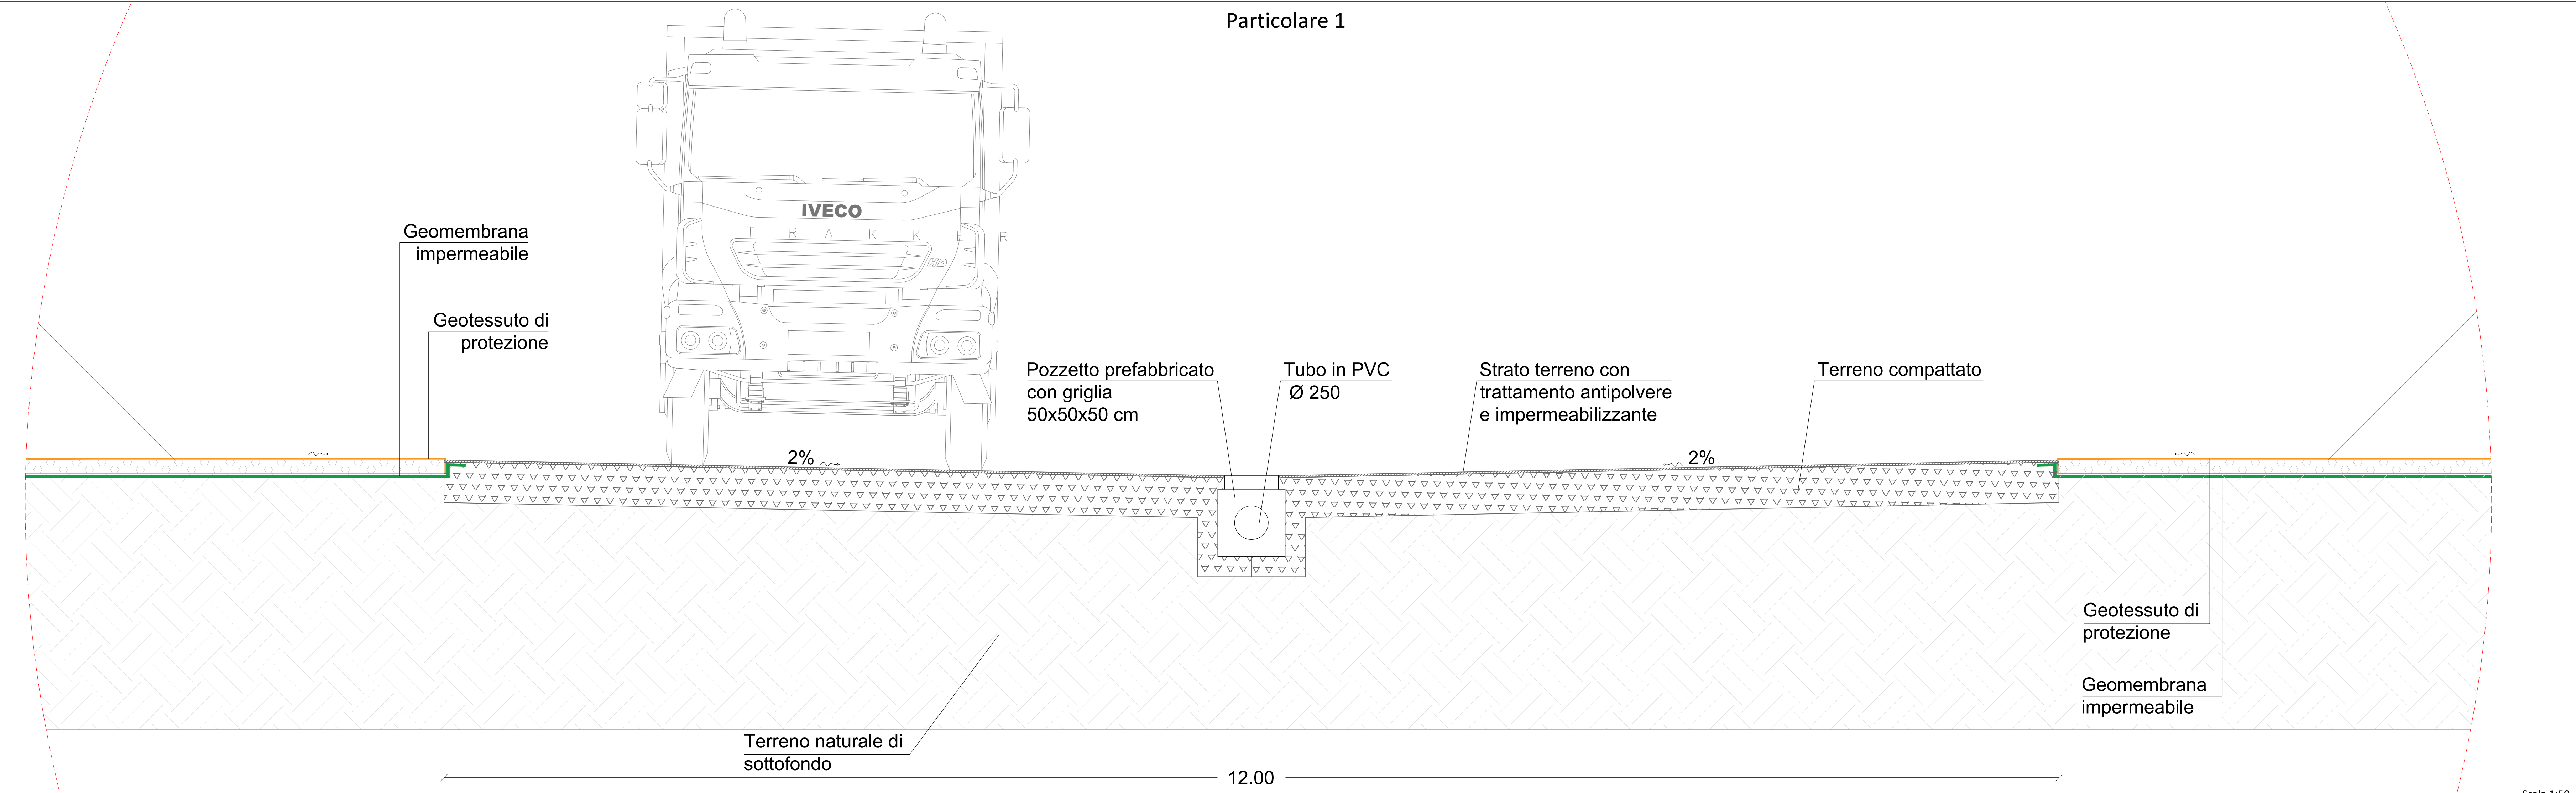 Particolare 1
IVECO
T R A K K E R
HD
Geomembrana
impermeabile
Geotessuto di
protezione
Pozzetto prefabbricato
con griglia
50x50x50 cm
Tubo in PVC
Ø 250
Strato terreno con
trattamento antipolvere
e impermeabilizzante
Terreno compattato
2%
2%
Geotessuto di
protezione
Geomembrana
impermeabile
Terreno naturale di
sottofondo
12.00